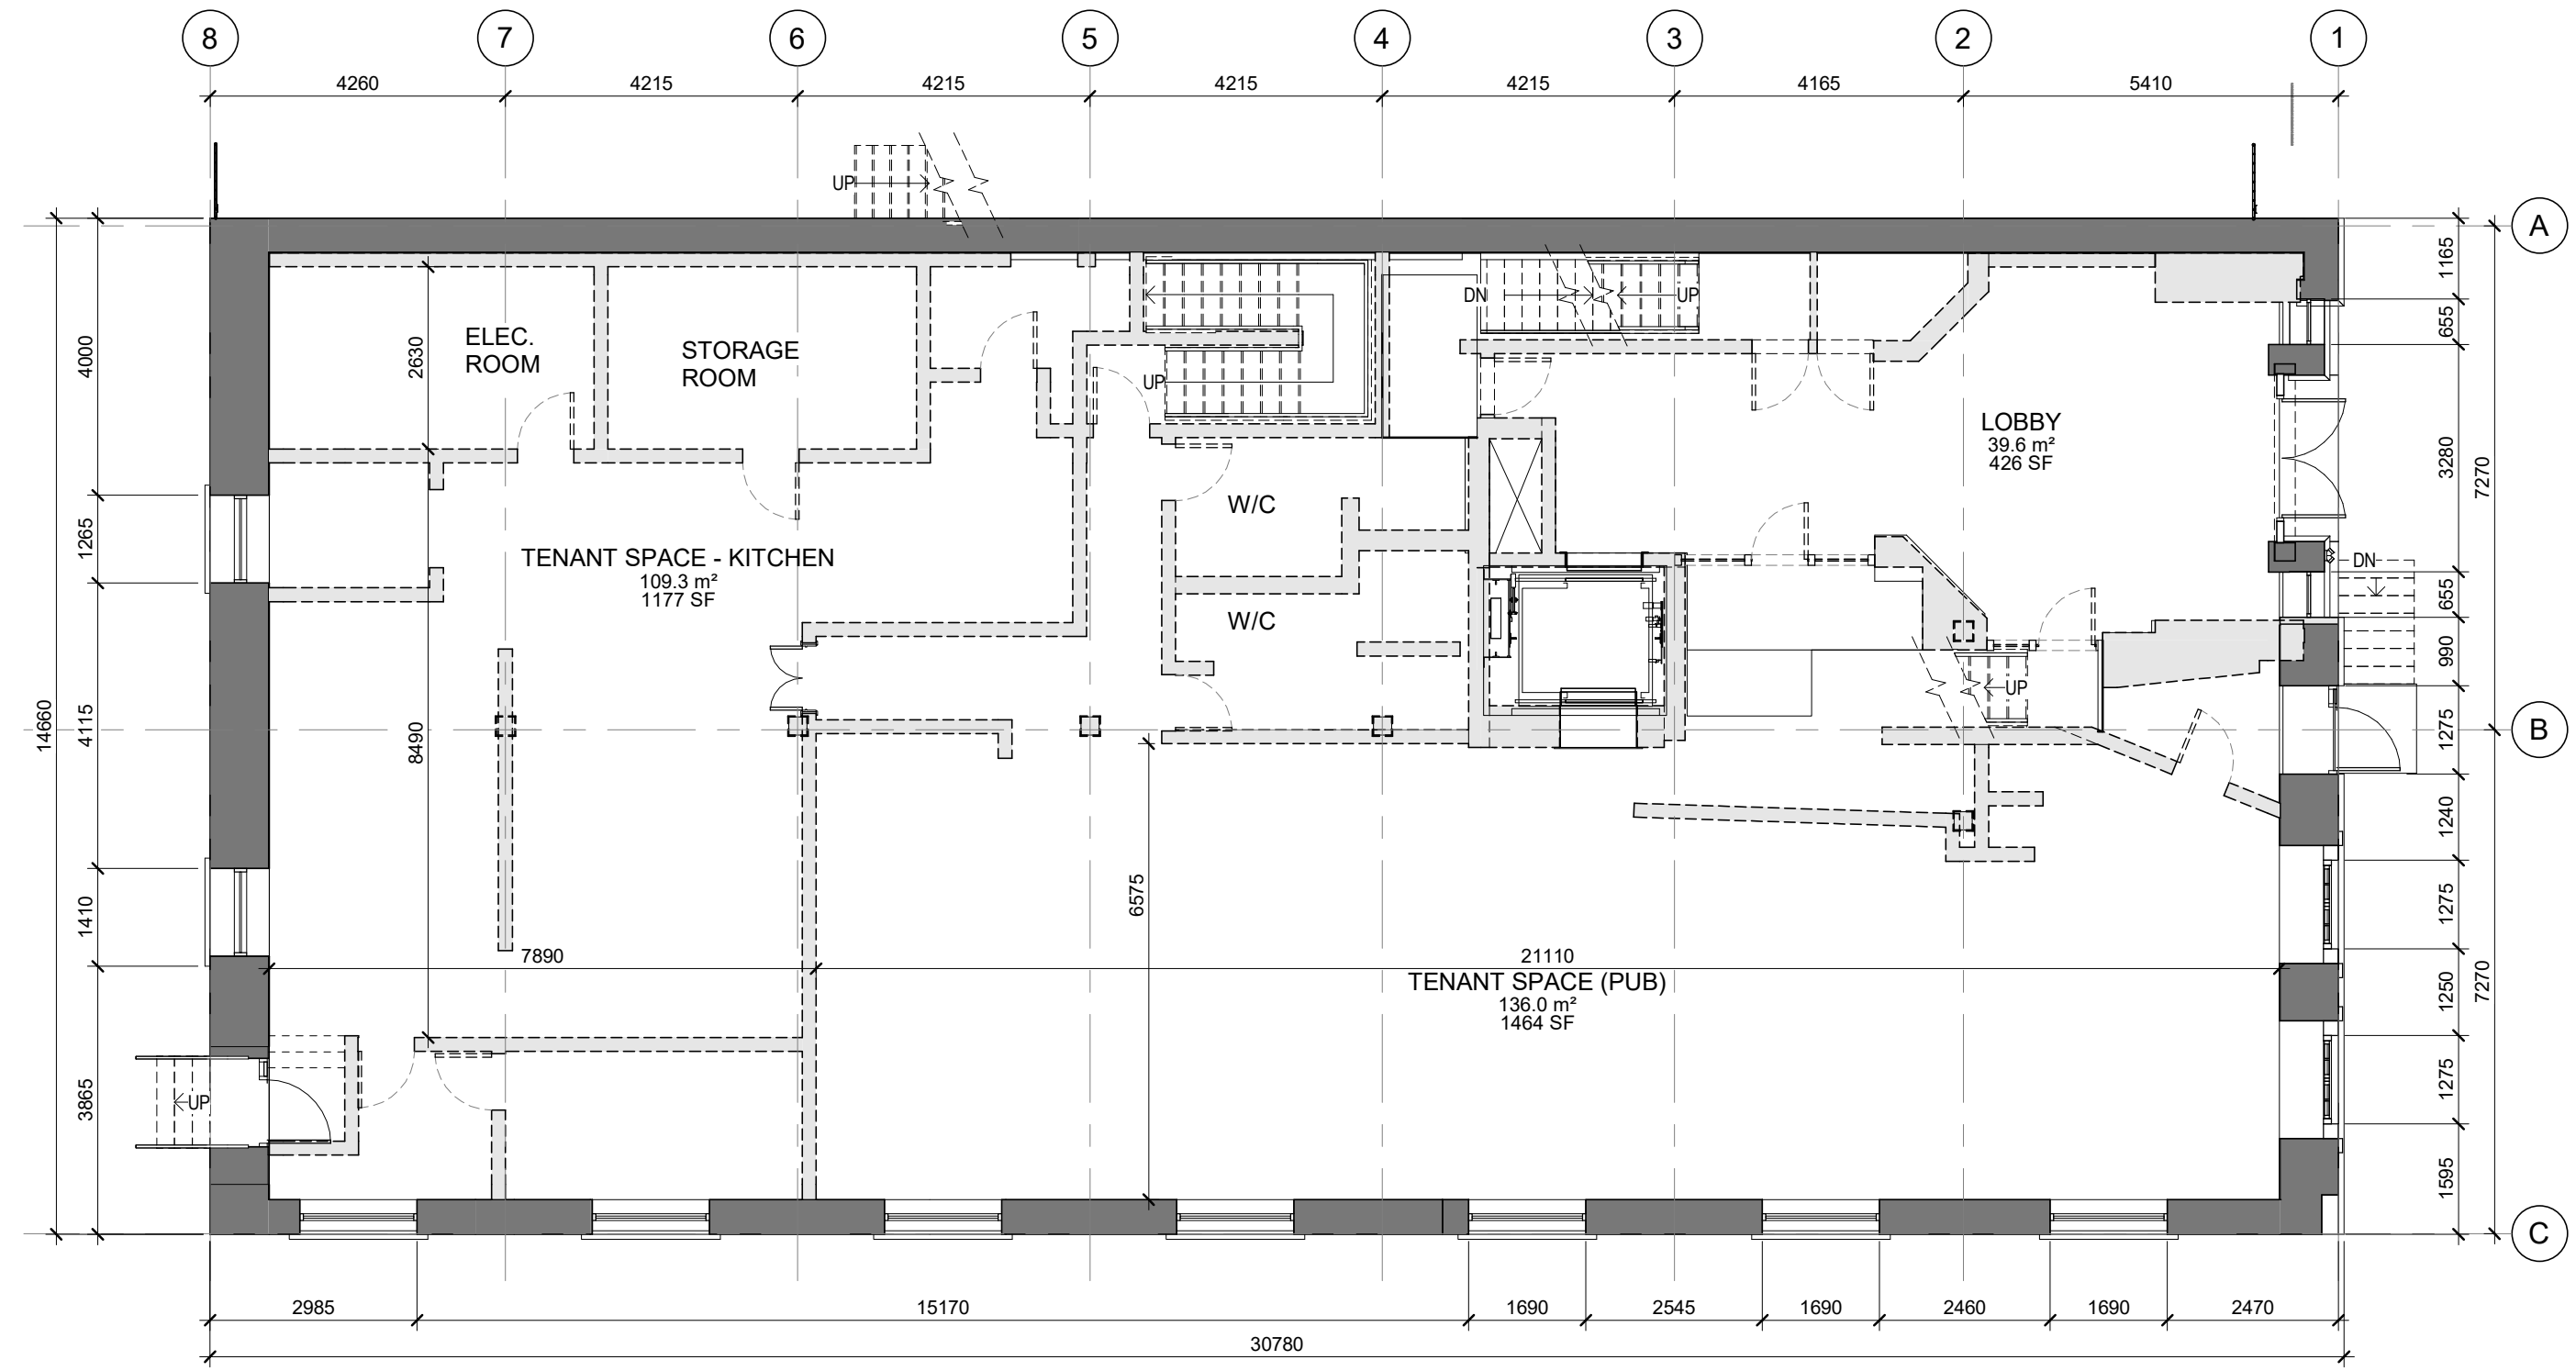 8 7 6 5 4 3 2 1
4260 4215 4215 4215 4215 4165 5410
UP
A
1165
DN UP
655
ELEC.
ROOM
STORAGE
ROOM
2630
4000
UP
LOBBY
39.6 m²
426 SF
3280
7270
W/C
1265
TENANT SPACE - KITCHEN
109.3 m²
1177 SF
DN
655
W/C
990
UP
14660
4115
8490
1275
B
1240
6575
1410
1275
7890
21110
TENANT SPACE (PUB)
136.0 m²
1464 SF
1250
7270
1275
UP
3865
1595
C
2985 15170 1690 2545 1690 2460 1690 2470
30780